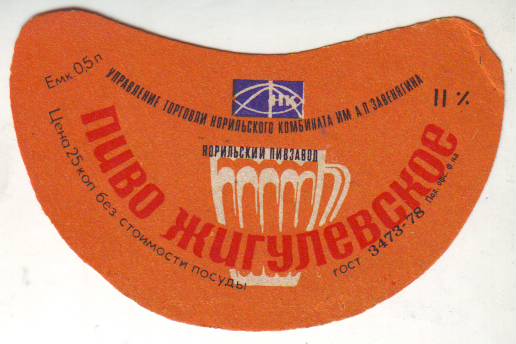 Емк. 0,5 л
УПРАВЛЕНИЕ ТОРГОВЛИ НОРИЛЬСКОГО КОМБИНАТА ИМ А.П. ЗАВЕНЯГИНА
11 %
НОРИЛЬСКИЙ ПИВЗАВОД
ПИВО ЖИГУЛЕВСКОЕ
Цена 25 коп без стоимости посуды
ГОСТ 3473-78